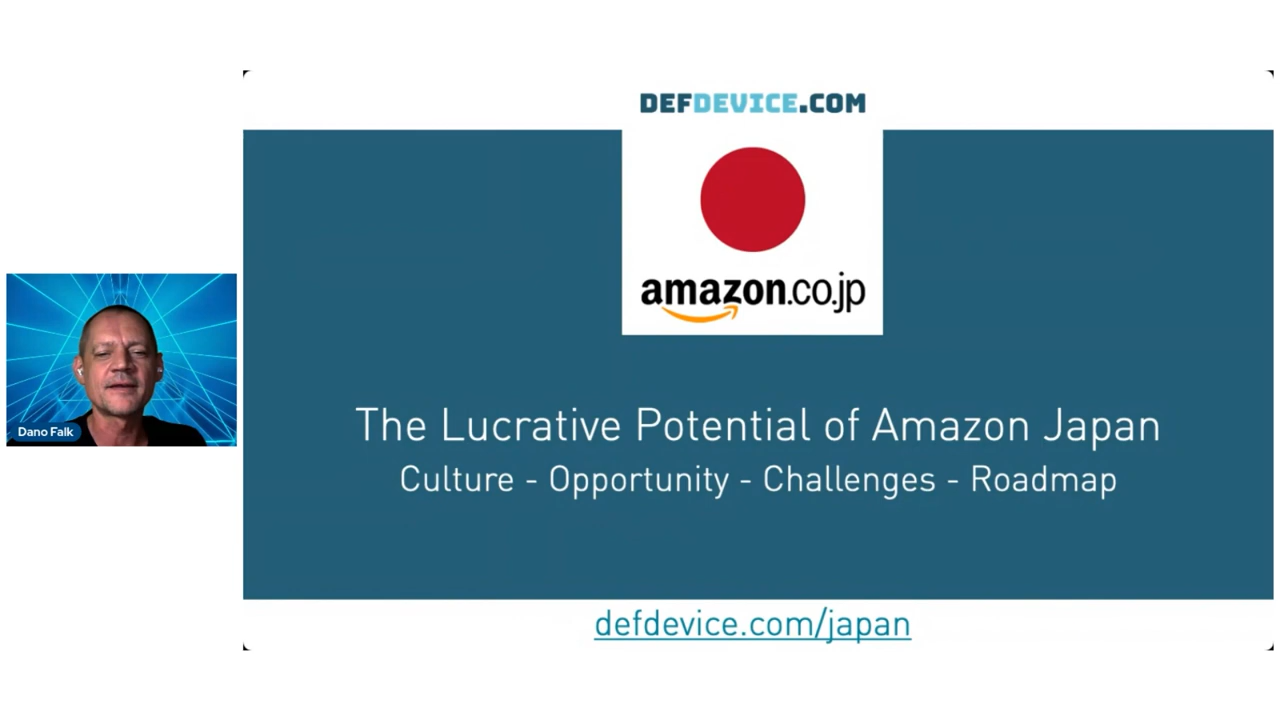 DEFDEVICE.COM
amazon.co.jp
The Lucrative Potential of Amazon Japan
Culture - Opportunity - Challenges - Roadmap
Dano Falk
defdevice.com/japan